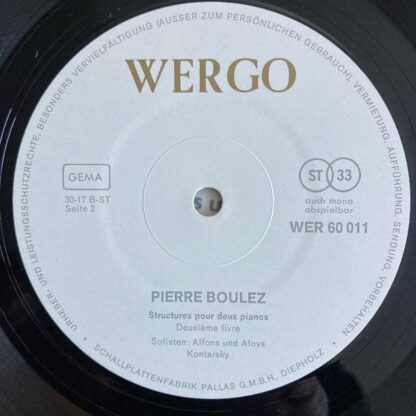 URHEBER- UND LEISTUNGSSCHUTZRECHTE, BESONDERS VERVIELFÄLTIGUNG (AUSSER ZUM PERSÖNLICHEN GEBRAUCH), VERMIETUNG, AUFFÜHRUNG, SENDUNG, VORBEHALTEN
WERGO
GEMA
30-17 B-ST
Seite 2
ST 33
auch mono
abspielbar
WER 60 011
PIERRE BOULEZ
Structures pour deux pianos
Deuxième livre
Solisten: Alfons und Aloys
Kontarsky
SCHALLPLATTENFABRIK PALLAS G.M.B.H., DIEPHOLZ